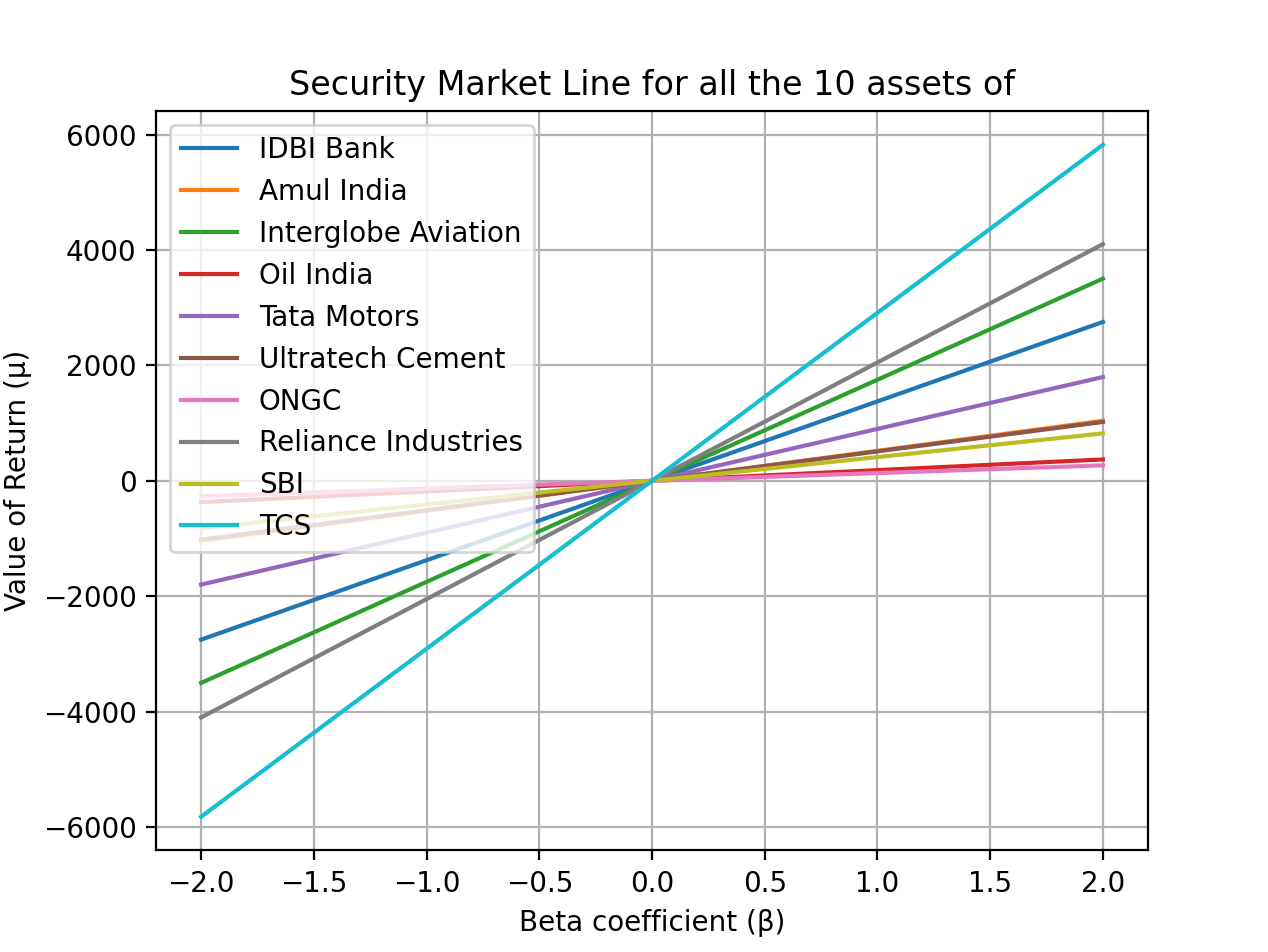 Security Market Line for all the 10 assets of
6000
4000
2000
0
−2000
−4000
−6000
Value of Return (μ)
IDBI Bank
Amul India
Interglobe Aviation
Oil India
Tata Motors
Ultratech Cement
ONGC
Reliance Industries
SBI
TCS
−2.0 −1.5 −1.0 −0.5 0.0 0.5 1.0 1.5 2.0
Beta coefficient (β)